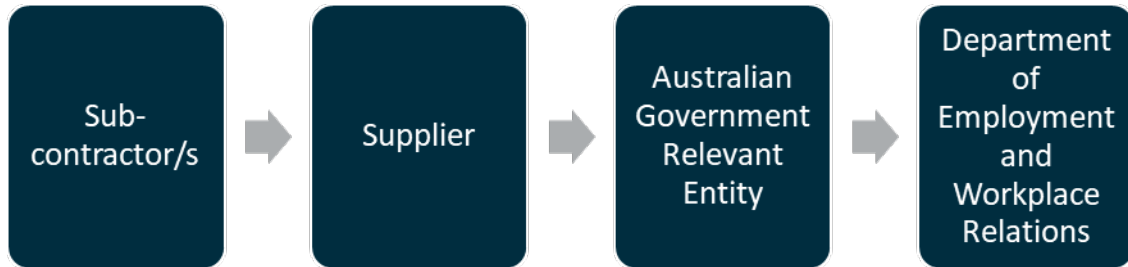 Sub-
contractor/s
Supplier
Australian
Government
Relevant
Entity
Department
of
Employment
and
Workplace
Relations